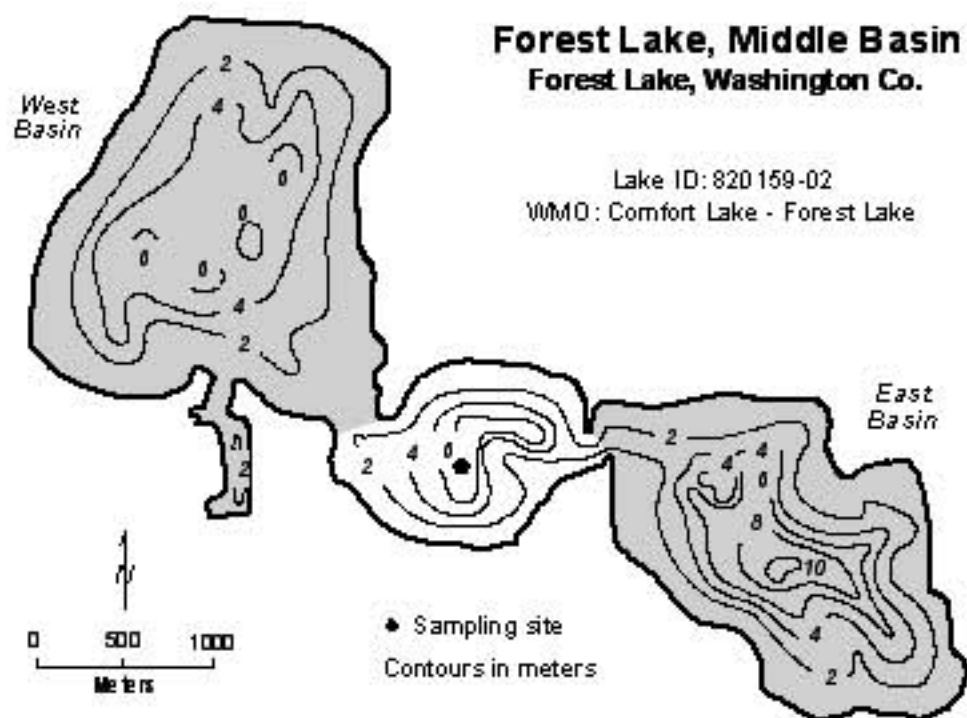 Forest Lake, Middle Basin
Forest Lake, Washington Co.
West
Basin
Lake ID: 820159-02
WMO: Comfort Lake - Forest Lake
2
4
6
6
6
6
4
2
2
East
Basin
2
4
6
2
4
4
6
8
10
4
2
N
0 500 1000
Meters
Sampling site
Contours in meters